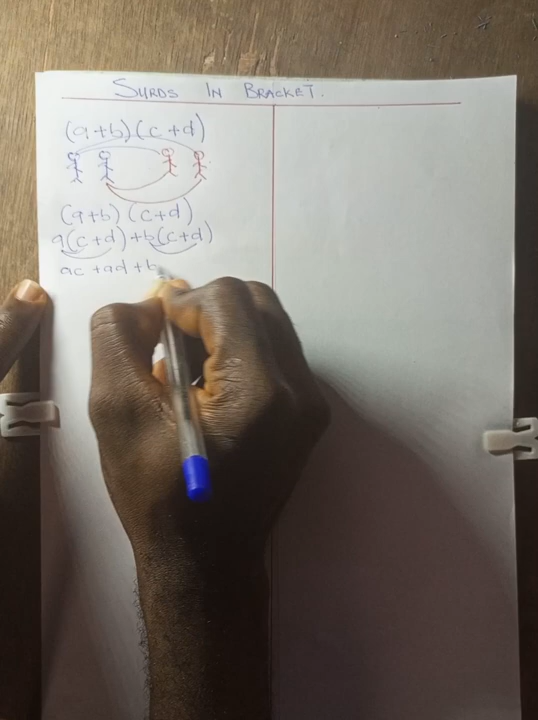 SURDS IN BRACKET.
(a+b)(c+d)
(a+b)(c+d)
a(c+d)+b(c+d)
ac+ad+b